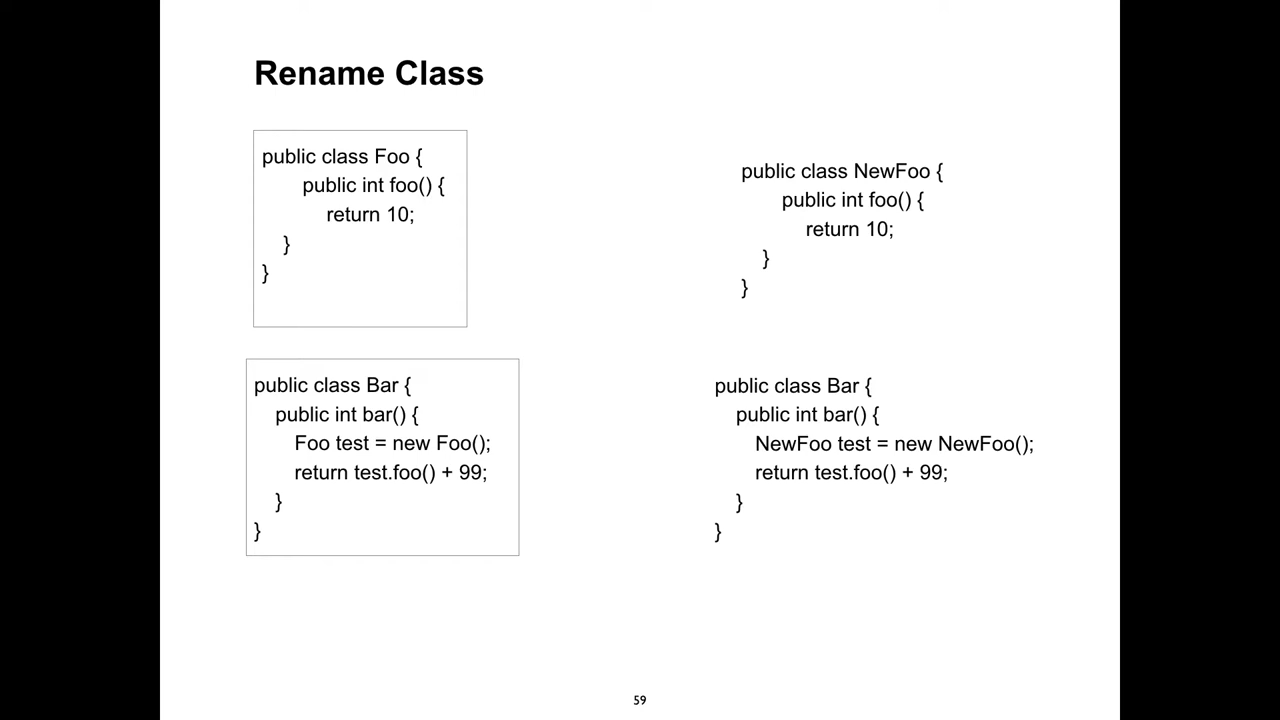 Rename Class
public class Foo {
public int foo() {
return 10;
}
}
public class NewFoo {
public int foo() {
return 10;
}
}
public class Bar {
public int bar() {
Foo test = new Foo();
return test.foo() + 99;
}
}
public class Bar {
public int bar() {
NewFoo test = new NewFoo();
return test.foo() + 99;
}
}
59